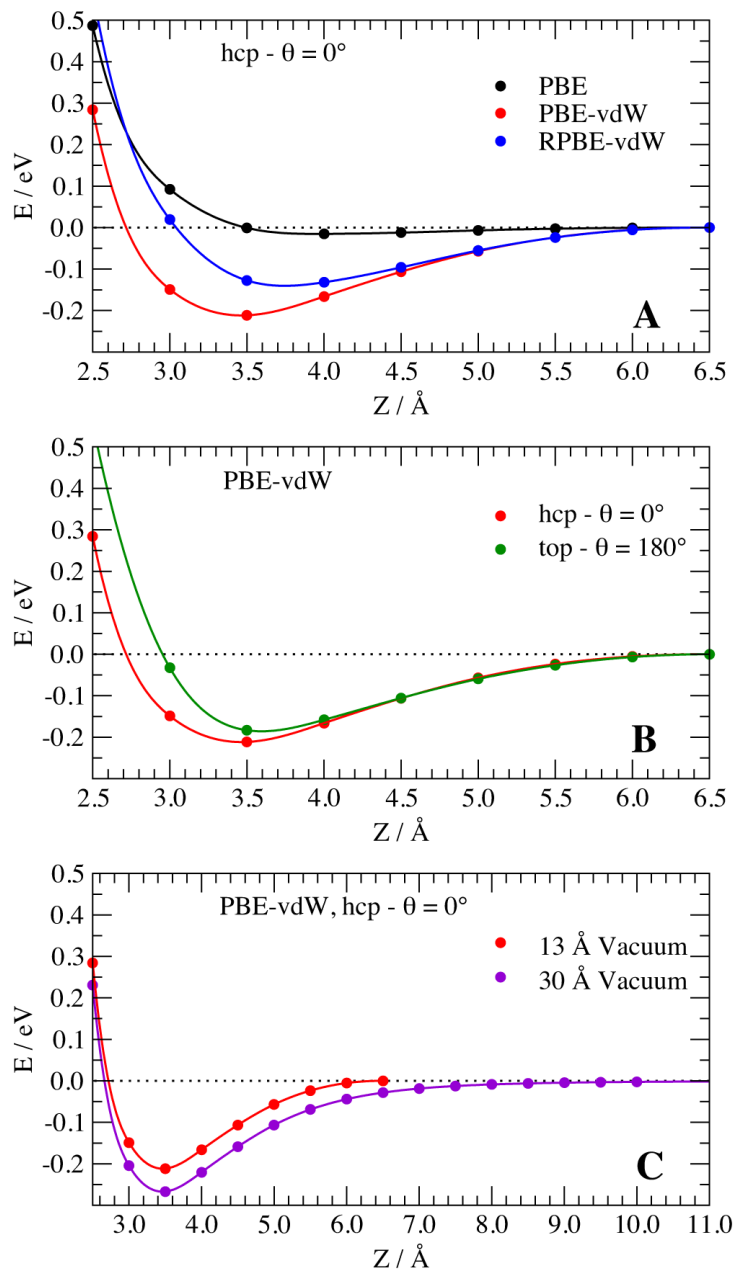 0.5
0.4
0.3
0.2
0.1
0.0
-0.1
-0.2
E / eV
hcp - θ = 0°
PBE
PBE-vdW
RPBE-vdW
A
2.5 3.0 3.5 4.0 4.5 5.0 5.5 6.0 6.5
Z / Å
0.5
0.4
0.3
0.2
0.1
0.0
-0.1
-0.2
E / eV
PBE-vdW
hcp - θ = 0°
top - θ = 180°
B
2.5 3.0 3.5 4.0 4.5 5.0 5.5 6.0 6.5
Z / Å
0.5
0.4
0.3
0.2
0.1
0.0
-0.1
-0.2
E / eV
PBE-vdW, hcp - θ = 0°
13 Å Vacuum
30 Å Vacuum
C
3.0 4.0 5.0 6.0 7.0 8.0 9.0 10.0 11.0
Z / Å